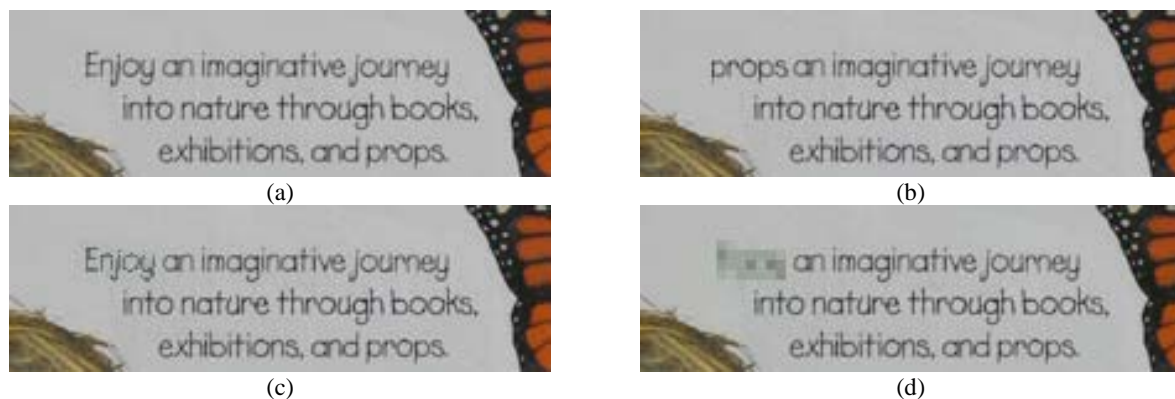 Enjoy an imaginative journey
into nature through books,
exhibitions, and props.
(a)
props an imaginative journey
into nature through books,
exhibitions, and props.
(b)
Enjoy an imaginative journey
into nature through books,
exhibitions, and props.
(c)
an imaginative journey
into nature through books,
exhibitions, and props.
(d)